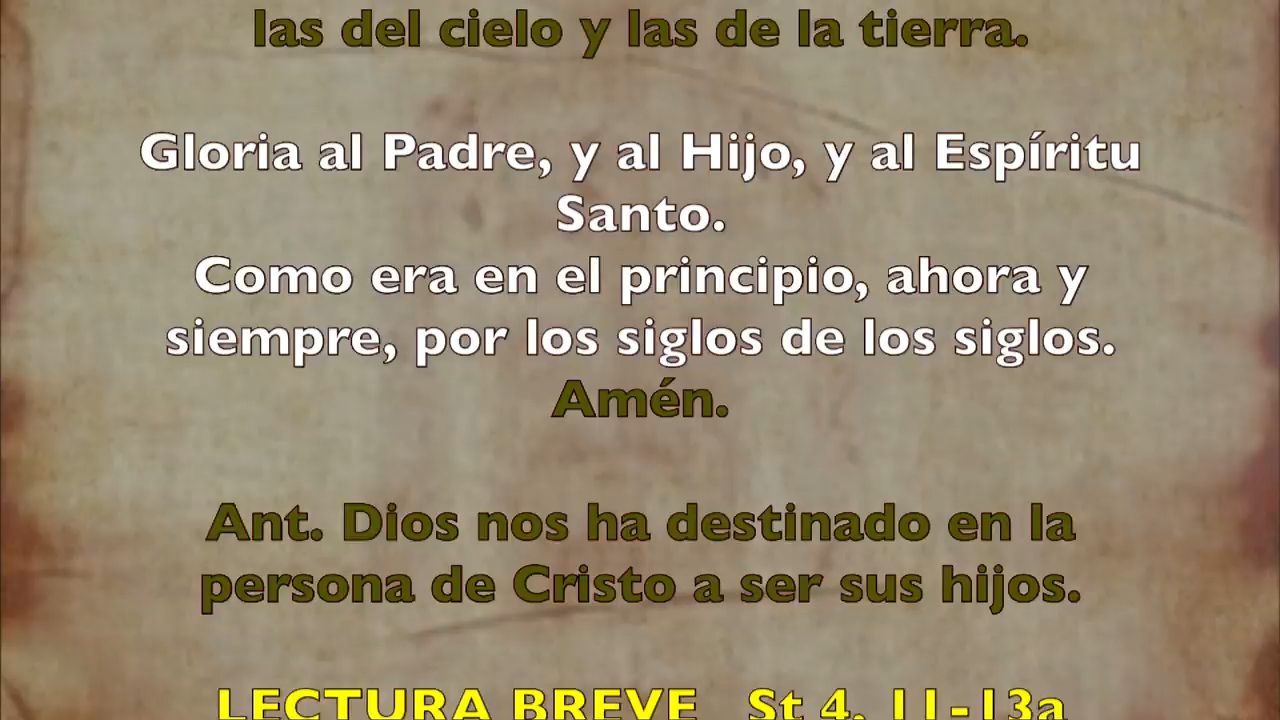 las del cielo y las de la tierra.
Gloria al Padre, y al Hijo, y al Espíritu
Santo.
Como era en el principio, ahora y
siempre, por los siglos de los siglos.
Amén.
Ant. Dios nos ha destinado en la
persona de Cristo a ser sus hijos.
LECTURA BREVE St 4, 11-13a